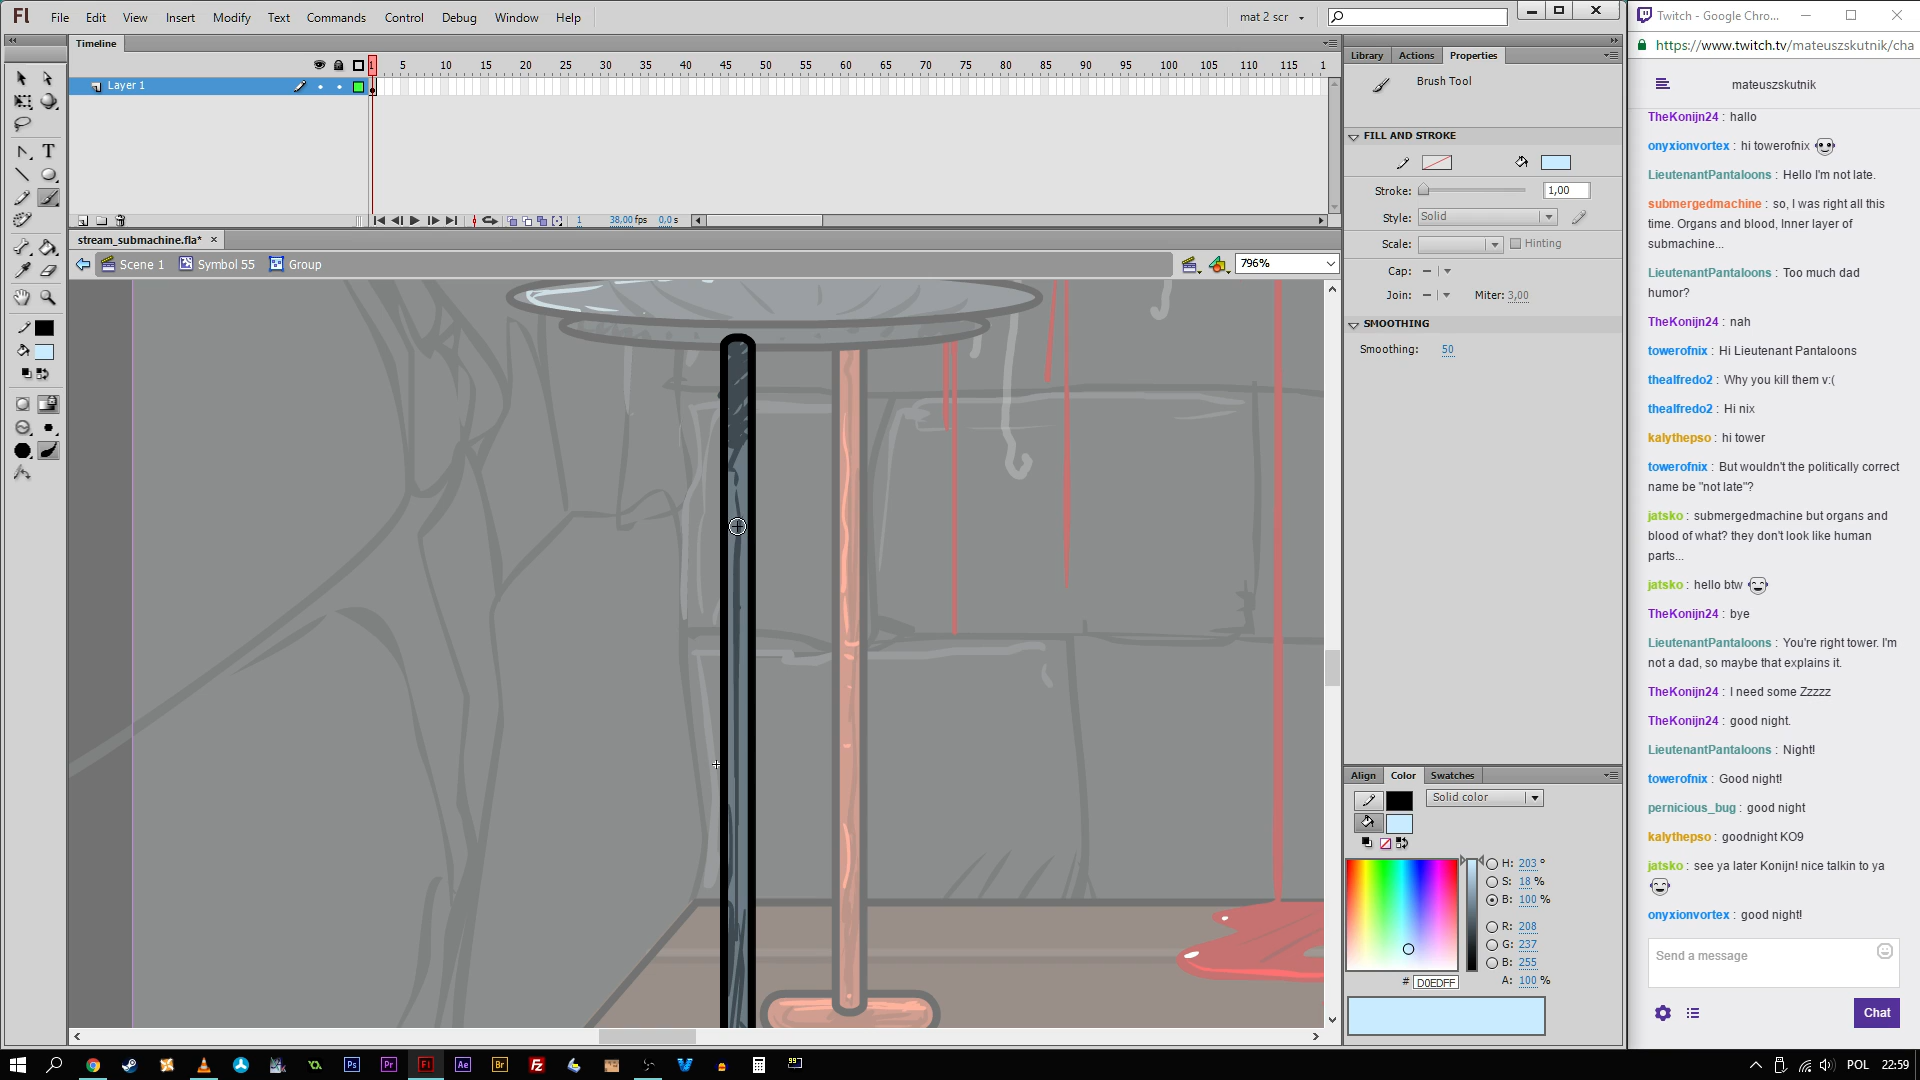 Fl File Edit View Insert Modify Text Commands Control Debug Window Help mat 2 scr
Timeline
1 5 10 15 20 25 30 35 40 45 50 55 60 65 70 75 80 85 90 95 100 105 110 115 1
Layer 1
1 38,00 fps 0,0 s
stream_submachine.fla* ×
Scene 1 Symbol 55 Group 796%
T
Library Actions Properties
Brush Tool
FILL AND STROKE
Stroke: 1,00
Style: Solid
Scale: Hinting
Cap:
Join: Miter: 3,00
SMOOTHING
Smoothing: 50
Align Color Swatches
Solid color
H: 203 °
S: 18 %
B: 100 %
R: 208
G: 237
B: 255
A: 100 %
# D0EDFF
Twitch - Google Chro...
https://www.twitch.tv/mateuszskutnik/cha
mateuszskutnik
TheKonijn24 : hallo
onyxionvortex : hi towerofnix
LieutenantPantaloons : Hello I'm not late.
submergedmachine : so, I was right all this
time. Organs and blood, Inner layer of
submachine...
LieutenantPantaloons : Too much dad
humor?
TheKonijn24 : nah
towerofnix : Hi Lieutenant Pantaloons
thealfredo2 : Why you kill them v:(
thealfredo2 : Hi nix
kalythepso : hi tower
towerofnix : But wouldn't the politically correct
name be "not late"?
jatsko : submergedmachine but organs and
blood of what? they don't look like human
parts...
jatsko : hello btw
TheKonijn24 : bye
LieutenantPantaloons : You're right tower. I'm
not a dad, so maybe that explains it.
TheKonijn24 : I need some Zzzzz
TheKonijn24 : good night.
LieutenantPantaloons : Night!
towerofnix : Good night!
pernicious_bug : good night
kalythepso : goodnight KO9
jatsko : see ya later Konijn! nice talkin to ya
onyxionvortex : good night!
Send a message
Chat
Ps Pr Fl Ae Br Fz POL 22:59